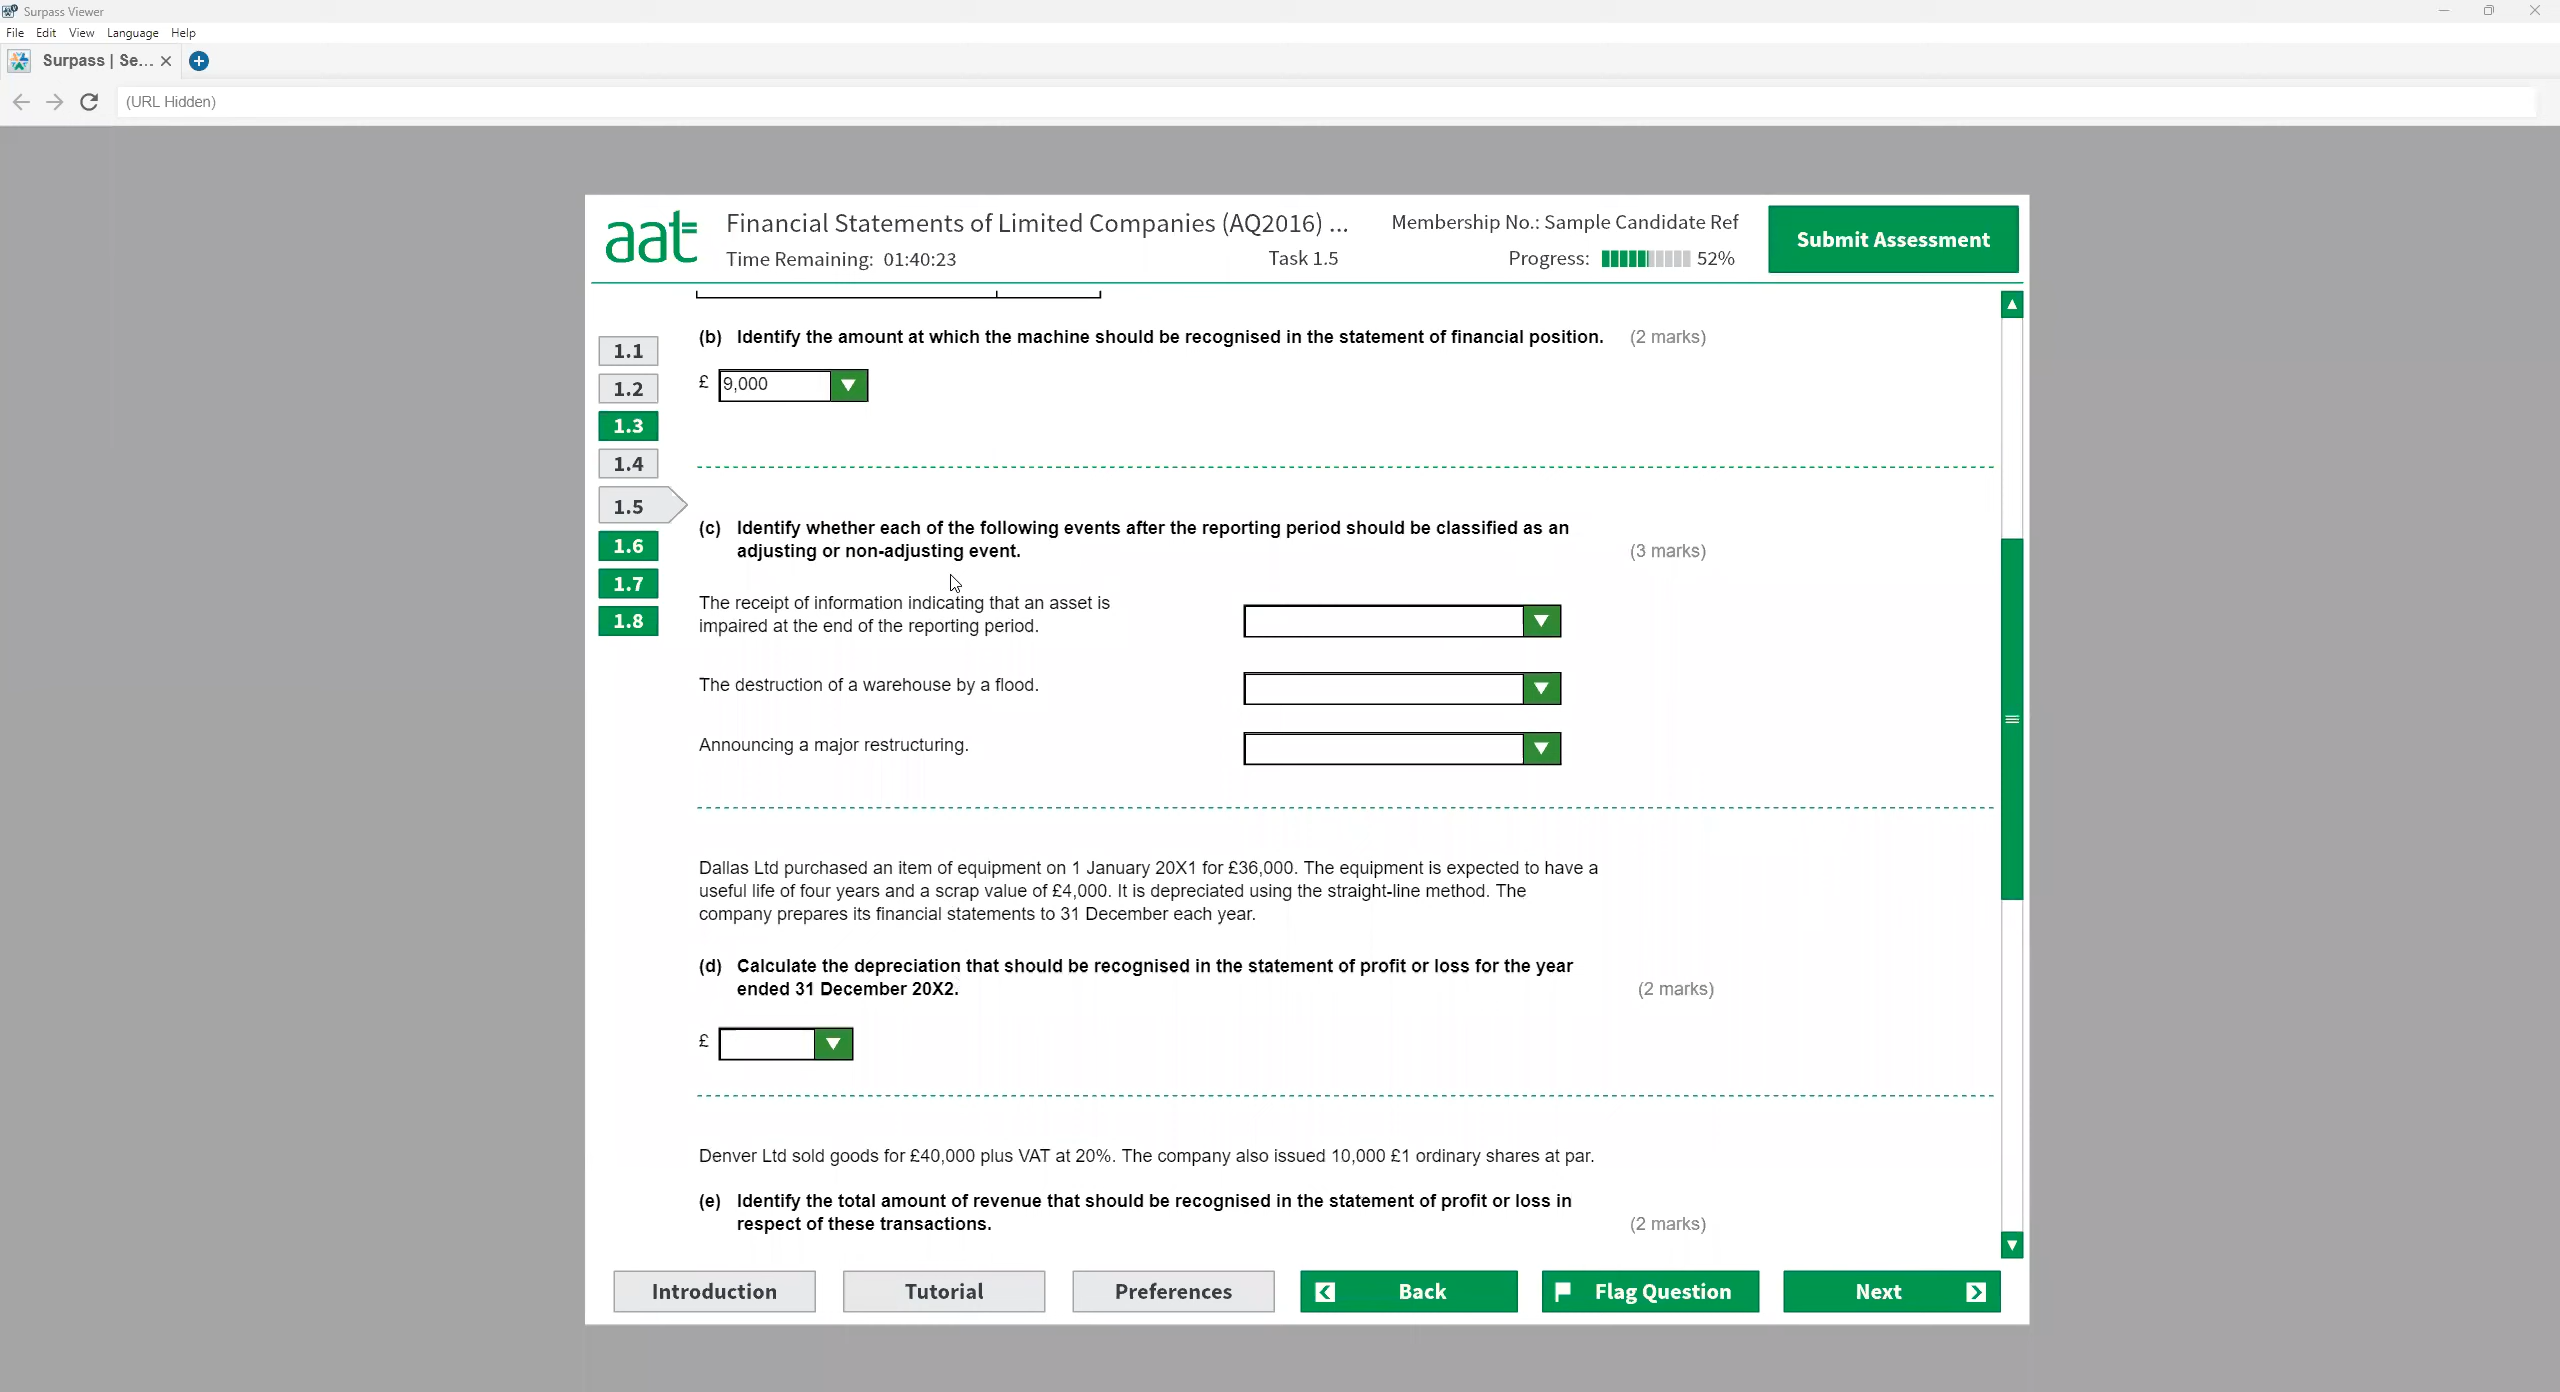 Surpass Viewer
File Edit View Language Help
Surpass | Se...
(URL Hidden)
aat
Financial Statements of Limited Companies (AQ2016) ...
Membership No.: Sample Candidate Ref
Submit Assessment
Time Remaining: 01:40:23
Task 1.5
Progress: 52%
1.1
1.2
1.3
1.4
1.5
1.6
1.7
1.8
(b) Identify the amount at which the machine should be recognised in the statement of financial position. (2 marks)
£ 9,000
(c) Identify whether each of the following events after the reporting period should be classified as an
adjusting or non-adjusting event. (3 marks)
The receipt of information indicating that an asset is
impaired at the end of the reporting period.
The destruction of a warehouse by a flood.
Announcing a major restructuring.
Dallas Ltd purchased an item of equipment on 1 January 20X1 for £36,000. The equipment is expected to have a
useful life of four years and a scrap value of £4,000. It is depreciated using the straight-line method. The
company prepares its financial statements to 31 December each year.
(d) Calculate the depreciation that should be recognised in the statement of profit or loss for the year
ended 31 December 20X2. (2 marks)
£
Denver Ltd sold goods for £40,000 plus VAT at 20%. The company also issued 10,000 £1 ordinary shares at par.
(e) Identify the total amount of revenue that should be recognised in the statement of profit or loss in
respect of these transactions. (2 marks)
Introduction
Tutorial
Preferences
Back
Flag Question
Next